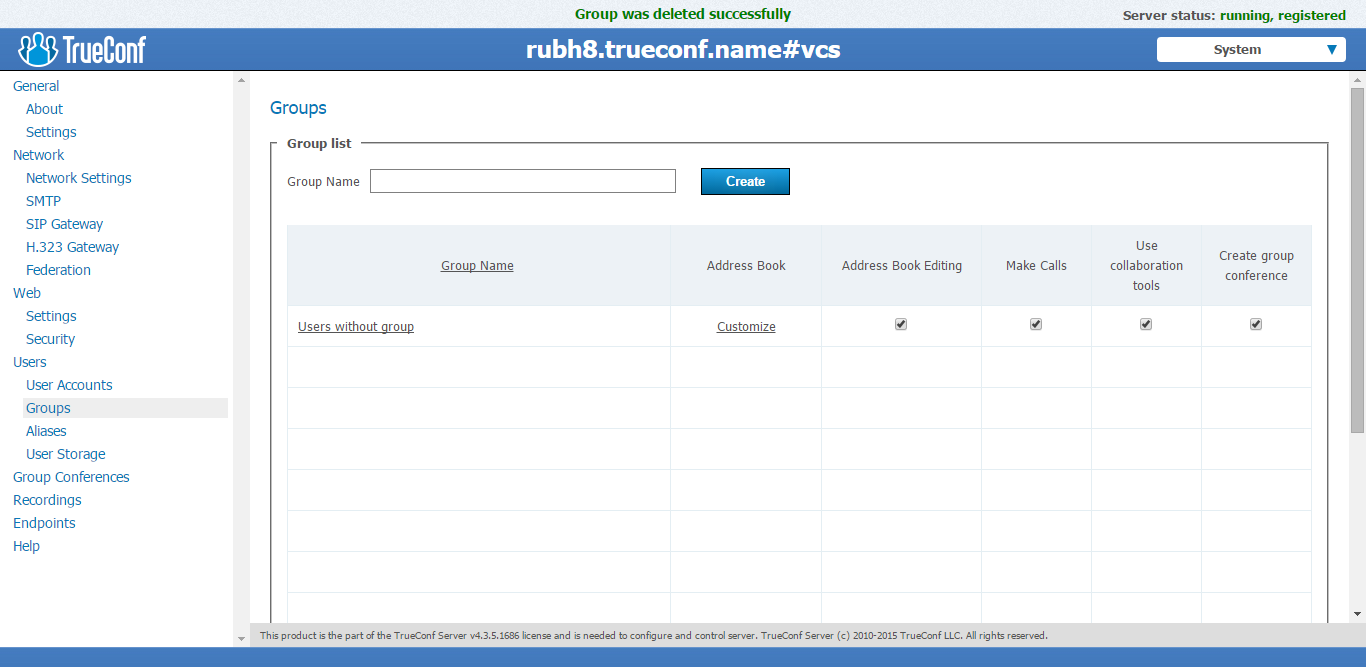 Group was deleted successfully
Server status: running, registered
TrueConf
rubh8.trueconf.name#vcs
System
General
About
Settings
Network
Network Settings
SMTP
SIP Gateway
H.323 Gateway
Federation
Web
Settings
Security
Users
User Accounts
Groups
Aliases
User Storage
Group Conferences
Recordings
Endpoints
Help
Groups
Group list
Group Name
Create
Group Name
Address Book
Address Book Editing
Make Calls
Use
collaboration
tools
Create group
conference
Users without group
Customize
This product is the part of the TrueConf Server v4.3.5.1686 license and is needed to configure and control server. TrueConf Server (c) 2010-2015 TrueConf LLC. All rights reserved.